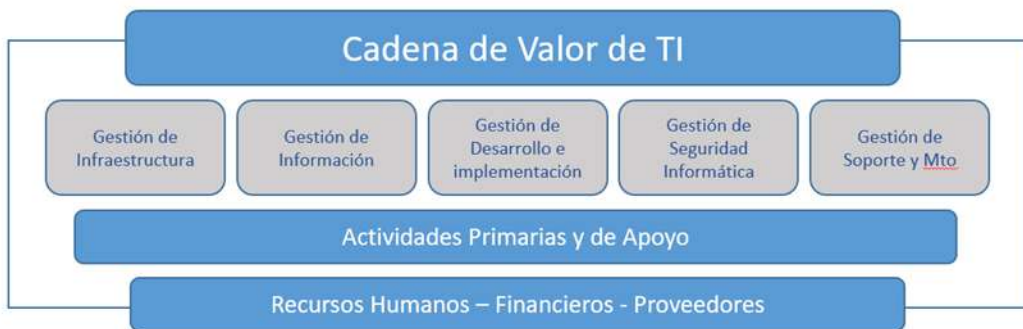 Cadena de Valor de TI
Gestión de
Infraestructura
Gestión de
Información
Gestión de
Desarrollo e
implementación
Gestión de
Seguridad
Informática
Gestión de
Soporte y Mto
Actividades Primarias y de Apoyo
Recursos Humanos – Financieros - Proveedores